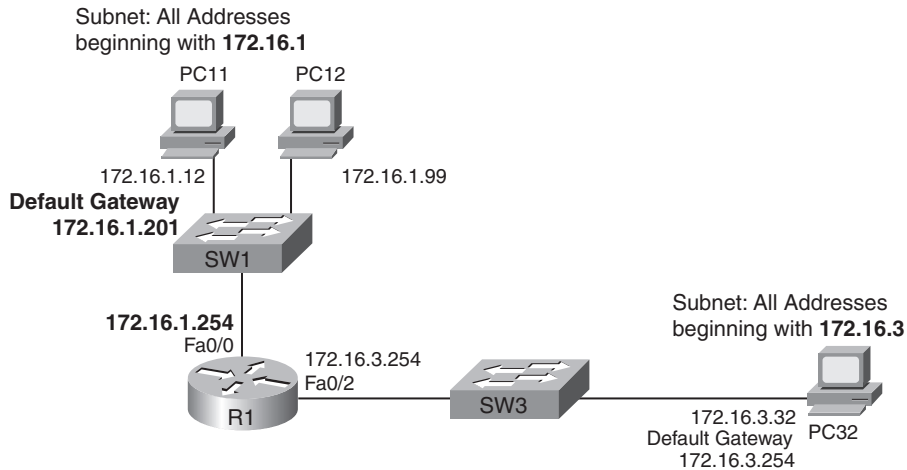 Subnet: All Addresses
beginning with 172.16.1
PC11
PC12
172.16.1.12
172.16.1.99
Default Gateway
172.16.1.201
SW1
172.16.1.254
Fa0/0
172.16.3.254
Fa0/2
R1
SW3
Subnet: All Addresses
beginning with 172.16.3
172.16.3.32
Default Gateway
172.16.3.254
PC32